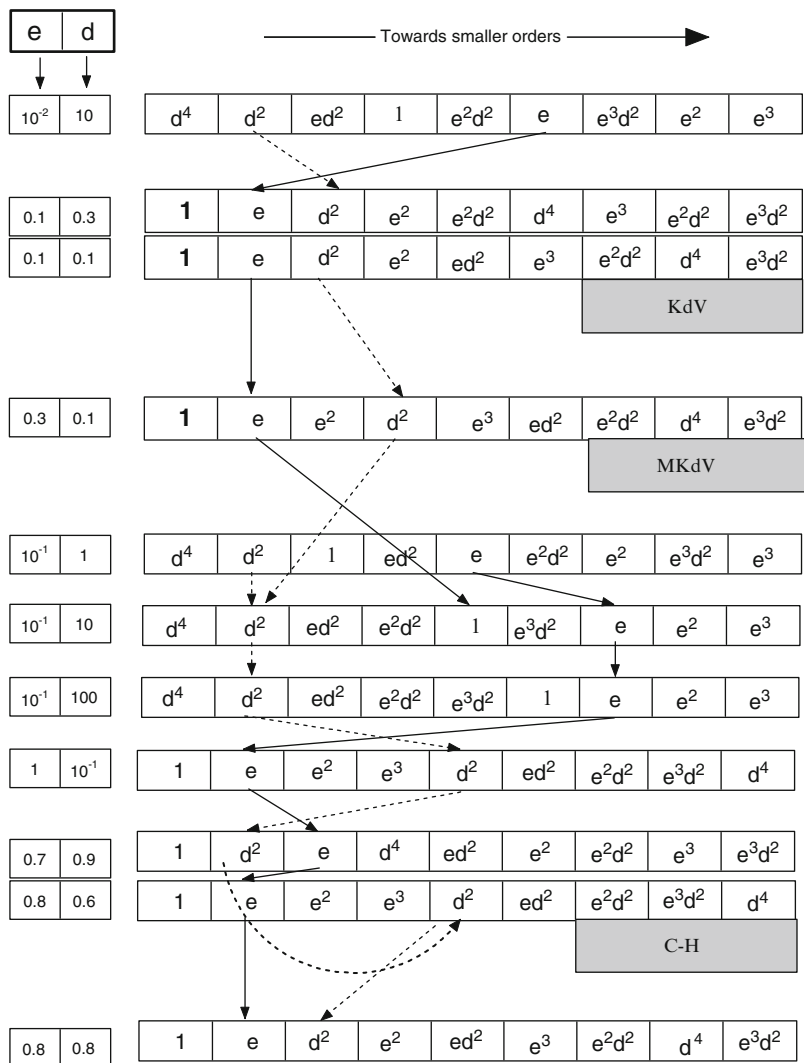 e d Towards smaller orders
10⁻² 10 d⁴ d² ed² 1 e²d² e e³d² e² e³
0.1 0.3 1 e d² e² e²d² d⁴ e³ e²d² e³d²
0.1 0.1 1 e d² e² ed² e³ e²d² d⁴ e³d²
KdV
0.3 0.1 1 e e² d² e³ ed² e²d² d⁴ e³d²
MKdV
10⁻¹ 1 d⁴ d² 1 ed² e e²d² e² e³d² e³
10⁻¹ 10 d⁴ d² ed² e²d² 1 e³d² e e² e³
10⁻¹ 100 d⁴ d² ed² e²d² e³d² 1 e e² e³
1 10⁻¹ 1 e e² e³ d² ed² e²d² e³d² d⁴
0.7 0.9 1 d² e d⁴ ed² e² e²d² e³ e³d²
0.8 0.6 1 e e² e³ d² ed² e²d² e³d² d⁴
C-H
0.8 0.8 1 e d² e² ed² e³ e²d² d⁴ e³d²